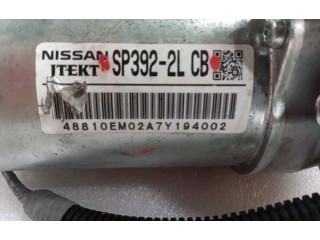 NISSAN SP392-2L CB
JTEKT
48810EM02A7Y194002